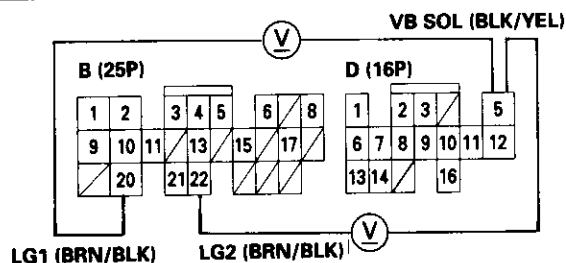 VB SOL (BLK/YEL)
V
B (25P)
D (16P)
1 2 3 4 5 6 8
1 2 3 5
9 10 11 13 15 17
6 7 8 9 10 11 12
20 21 22
13 14 16
V
LG1 (BRN/BLK)
LG2 (BRN/BLK)